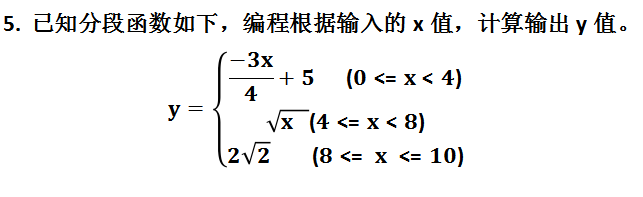 5. 已知分段函数如下，编程根据输入的 x 值，计算输出 y 值。
y = { −3x/4 + 5 (0 <= x < 4)
√x (4 <= x < 8)
2√2 (8 <= x <= 10)